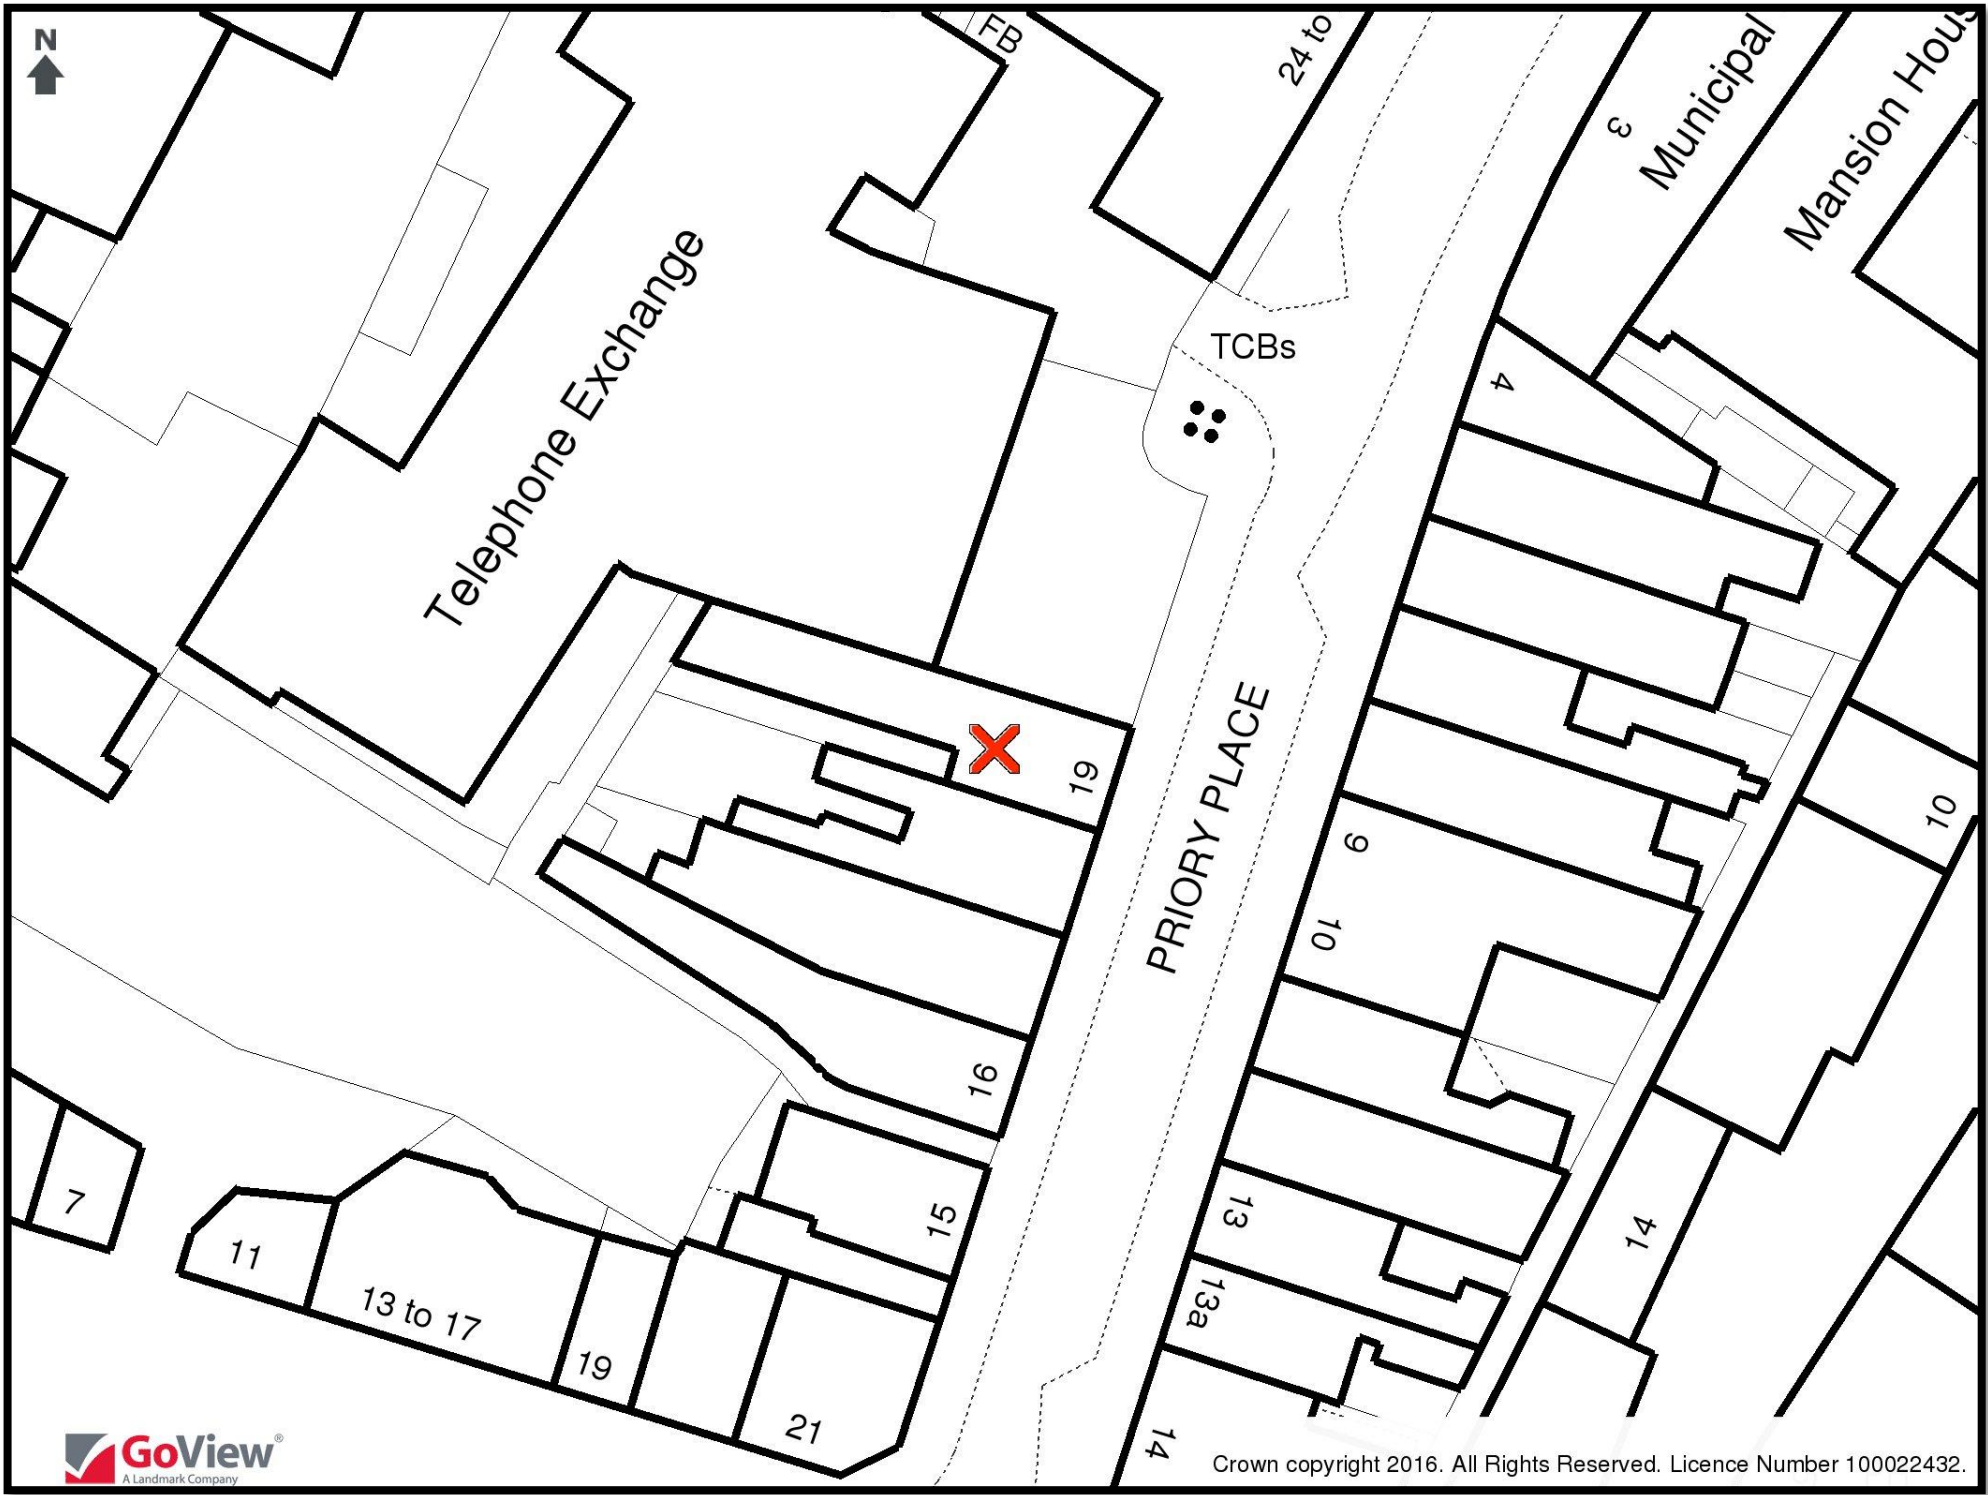 N
FB
24 to
3
Municipal
Mansion Hous
Telephone Exchange
TCBs
4
19
PRIORY PLACE
9
10
10
16
15
13
14
7
11
13 to 17
19
21
13a
14
GoView®
A Landmark Company
Crown copyright 2016. All Rights Reserved. Licence Number 100022432.